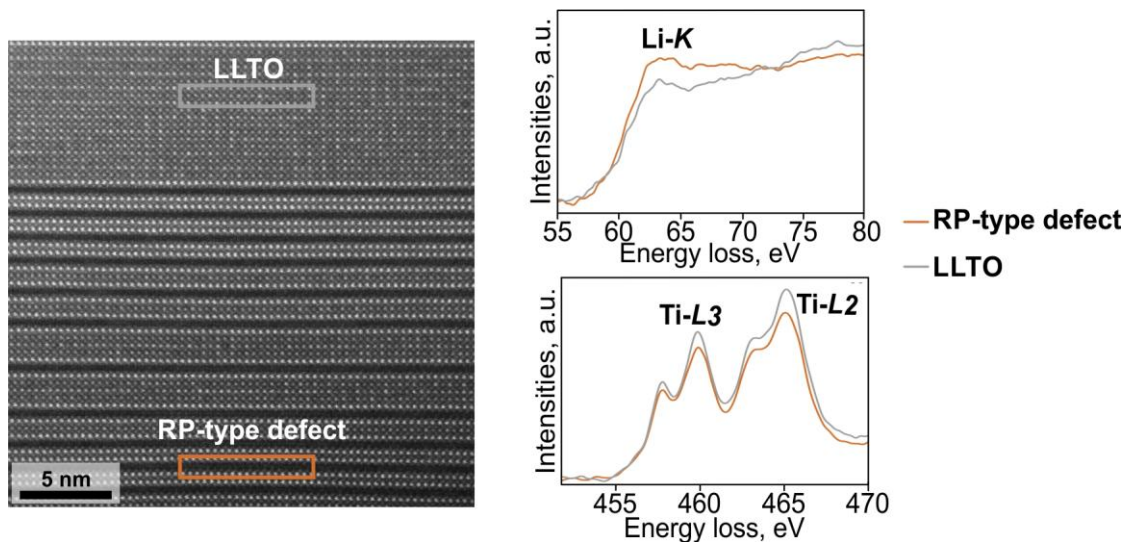 LLTO
RP-type defect
5 nm
Li-K
Intensities, a.u.
55 60 65 70 75 80
Energy loss, eV
RP-type defect
LLTO
Ti-L3
Ti-L2
Intensities, a.u.
455 460 465 470
Energy loss, eV